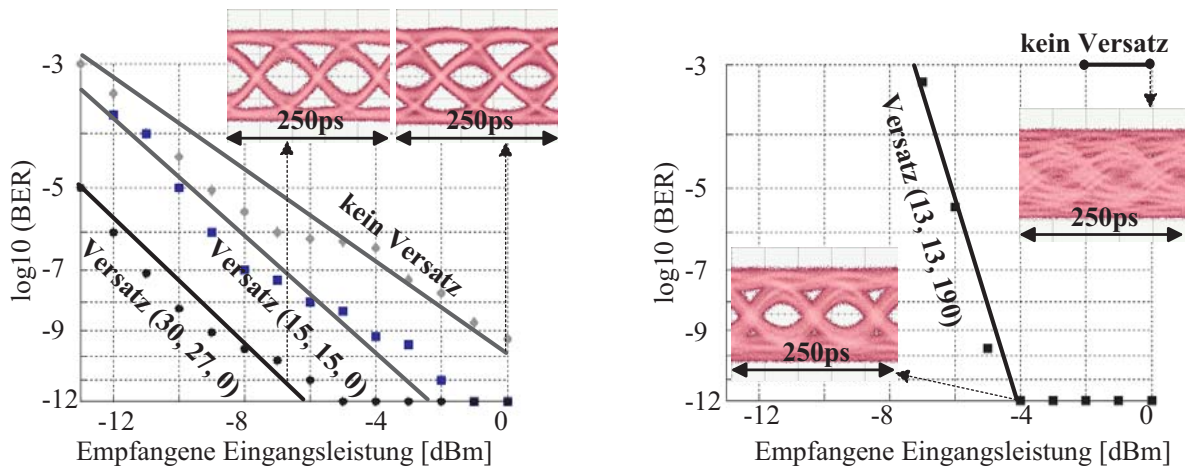 250ps
250ps
-3
-5
-7
-9
-12
log10 (BER)
kein Versatz
Versatz (15, 15, 0)
Versatz (30, 27, 0)
-12
-8
-4
0
Empfangene Eingangsleistung [dBm]
kein Versatz
-3
-5
-7
-9
-12
log10 (BER)
Versatz (13, 13, 190)
250ps
250ps
-12
-8
-4
0
Empfangene Eingangsleistung [dBm]